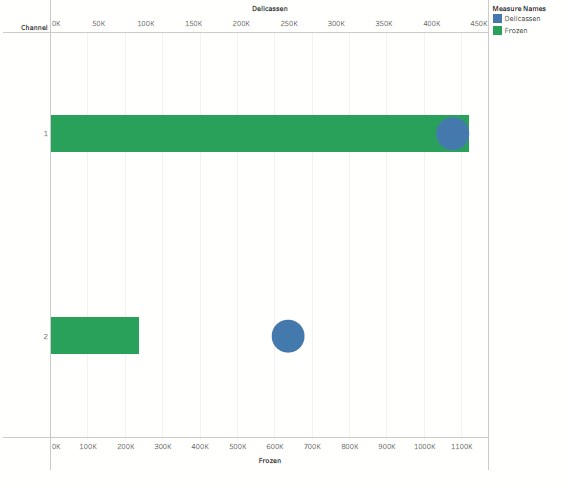 Delicassen
0K 50K 100K 150K 200K 250K 300K 350K 400K 450K
Channel
1
2
0K 100K 200K 300K 400K 500K 600K 700K 800K 900K 1000K 1100K
Frozen
Measure Names
Delicassen
Frozen